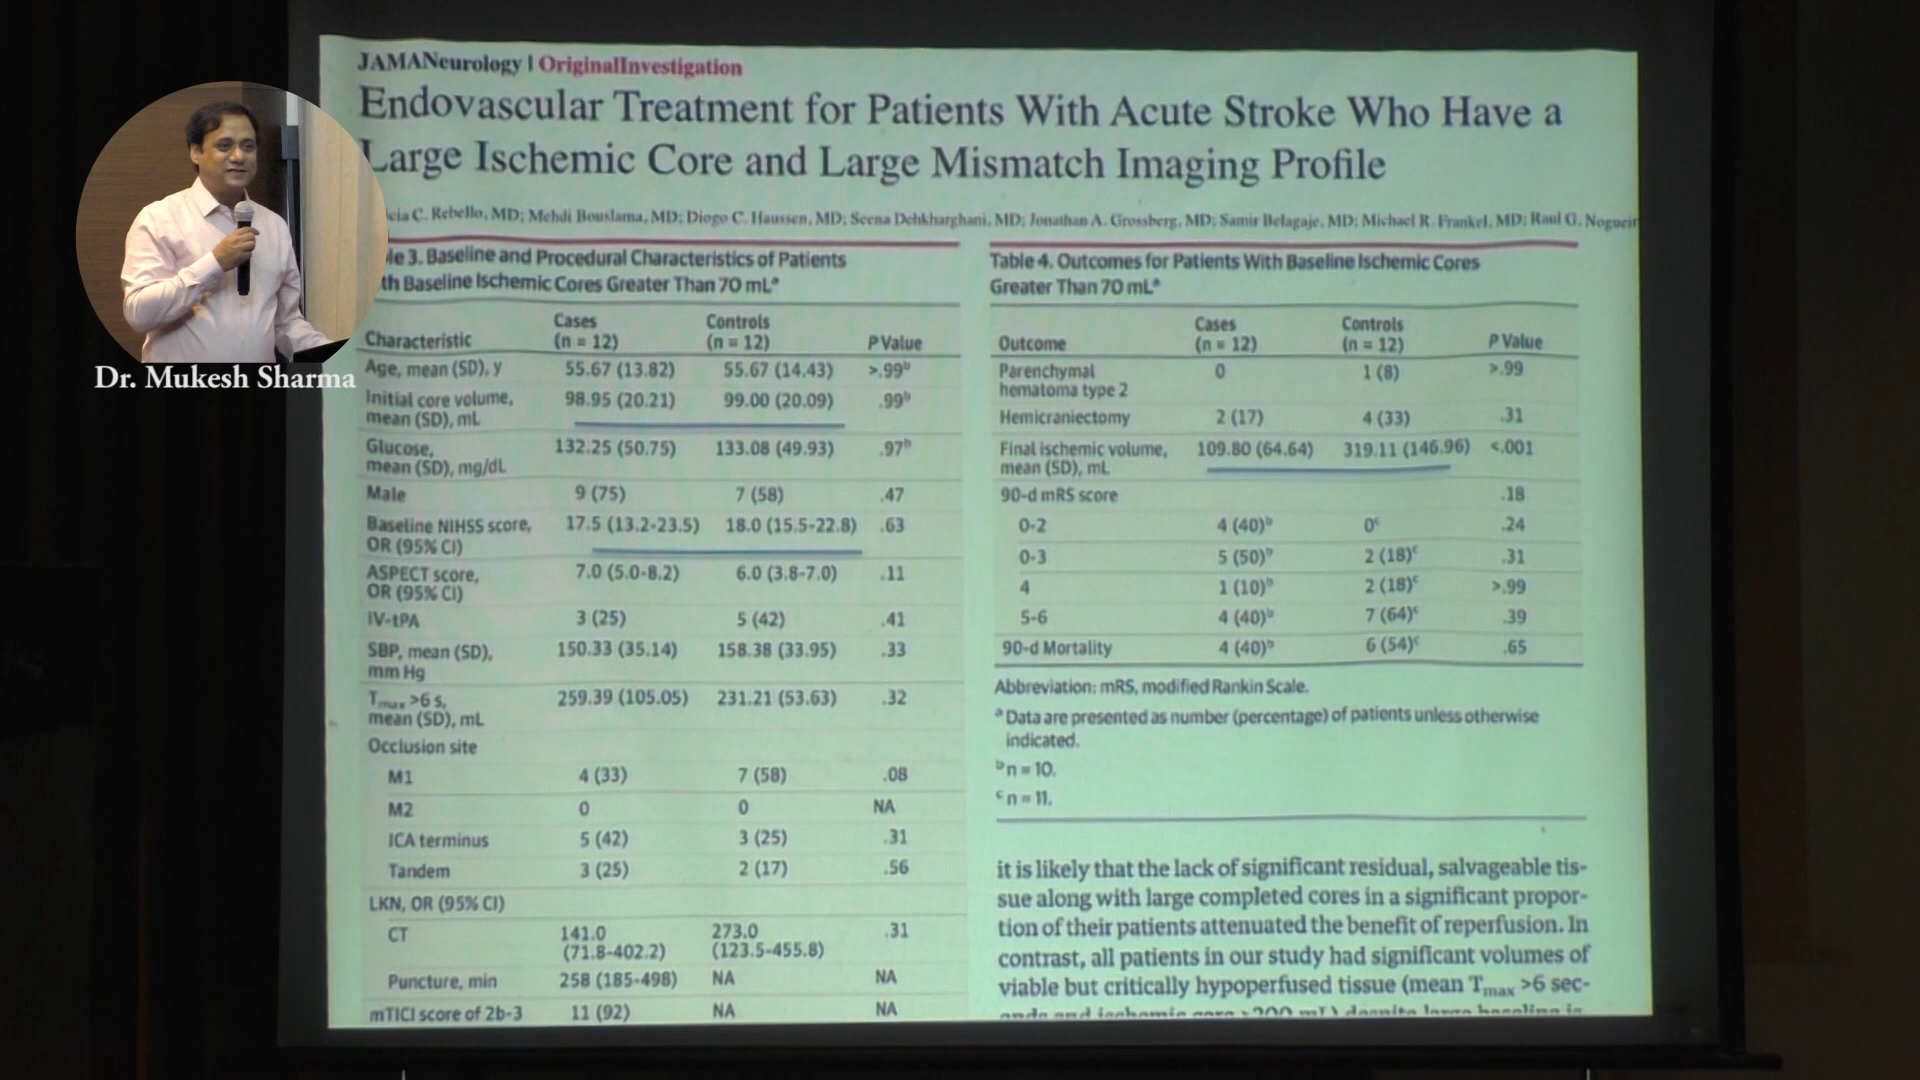 JAMANeurology | OriginalInvestigation
Endovascular Treatment for Patients With Acute Stroke Who Have a
Large Ischemic Core and Large Mismatch Imaging Profile
C. Rebello, MD; Mehdi Bouslama, MD; Diogo C. Haussen, MD; Seena Dehkharghani, MD; Jonathan A. Grossberg, MD; Samir Belagaje, MD; Michael R. Frankel, MD; Raul G. Nogueir
Dr. Mukesh Sharma
3. Baseline and Procedural Characteristics of Patients
Baseline Ischemic Cores Greater Than 70 mLᵃ
Characteristic Cases (n = 12) Controls (n = 12) P Value
Age, mean (SD), y 55.67 (13.82) 55.67 (14.43) >.99ᵇ
Initial core volume, mean (SD), mL 98.95 (20.21) 99.00 (20.09) .99ᵇ
Glucose, mean (SD), mg/dL 132.25 (50.75) 133.08 (49.93) .97ᵇ
Male 9 (75) 7 (58) .47
Baseline NIHSS score, OR (95% CI) 17.5 (13.2-23.5) 18.0 (15.5-22.8) .63
ASPECT score, OR (95% CI) 7.0 (5.0-8.2) 6.0 (3.8-7.0) .11
IV-tPA 3 (25) 5 (42) .41
SBP, mean (SD), mm Hg 150.33 (35.14) 158.38 (33.95) .33
Tmax >6 s, mean (SD), mL 259.39 (105.05) 231.21 (53.63) .32
Occlusion site
M1 4 (33) 7 (58) .08
M2 0 0 NA
ICA terminus 5 (42) 3 (25) .31
Tandem 3 (25) 2 (17) .56
LKN, OR (95% CI)
CT 141.0 (71.8-402.2) 273.0 (123.5-455.8) .31
Puncture, min 258 (185-498) NA NA
mTICI score of 2b-3 11 (92) NA NA
Table 4. Outcomes for Patients With Baseline Ischemic Cores
Greater Than 70 mLᵃ
Outcome Cases (n = 12) Controls (n = 12) P Value
Parenchymal hematoma type 2 0 1 (8) >.99
Hemicraniectomy 2 (17) 4 (33) .31
Final ischemic volume, mean (SD), mL 109.80 (64.64) 319.11 (146.96) <.001
90-d mRS score .18
0-2 4 (40)ᵇ 0ᶜ .24
0-3 5 (50)ᵇ 2 (18)ᶜ .31
4 1 (10)ᵇ 2 (18)ᶜ >.99
5-6 4 (40)ᵇ 7 (64)ᶜ .39
90-d Mortality 4 (40)ᵇ 6 (54)ᶜ .65
Abbreviation: mRS, modified Rankin Scale.
ᵃ Data are presented as number (percentage) of patients unless otherwise
indicated.
ᵇ n = 10.
ᶜ n = 11.
it is likely that the lack of significant residual, salvageable tis-
sue along with large completed cores in a significant propor-
tion of their patients attenuated the benefit of reperfusion. In
contrast, all patients in our study had significant volumes of
viable but critically hypoperfused tissue (mean Tmax >6 sec-